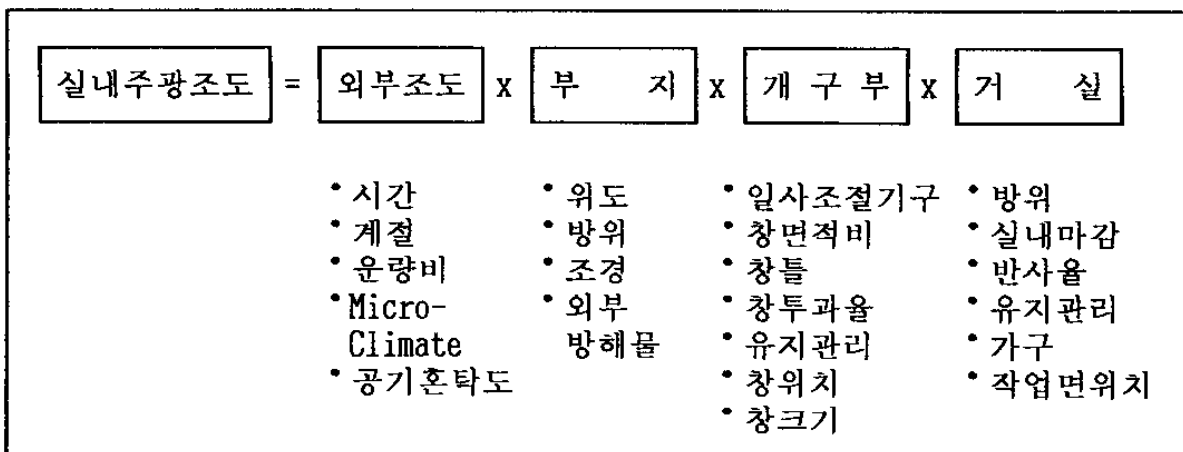 실내주광조도 = 외부조도 x 부 지 x 개 구 부 x 거 실
• 시간
• 계절
• 운량비
• Micro-
Climate
• 공기혼탁도
• 위도
• 방위
• 조경
• 외부
방해물
• 일사조절기구
• 창면적비
• 창틀
• 창투과율
• 유지관리
• 창위치
• 창크기
• 방위
• 실내마감
• 반사율
• 유지관리
• 가구
• 작업면위치